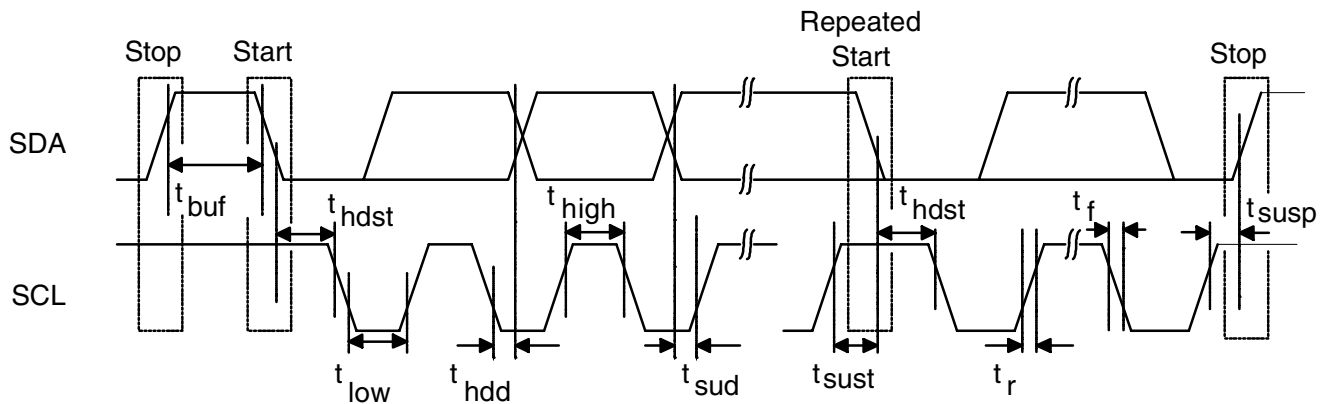 Repeated
Stop Start Start Stop
SDA
t buf t hdst t high t hdst t f t susp
SCL
t low t hdd t sud t sust t r